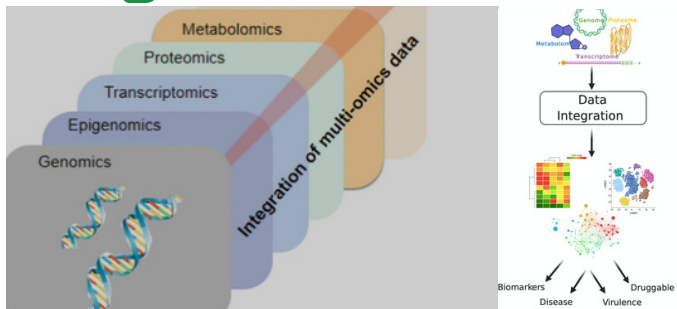 Metabolomics
Proteomics
Transcriptomics
Epigenomics
Genomics
Integration of multi-omics data
Genome
Proteome
Metabolom
Transcriptome
Data
Integration
Biomarkers
Disease
Virulence
Druggable